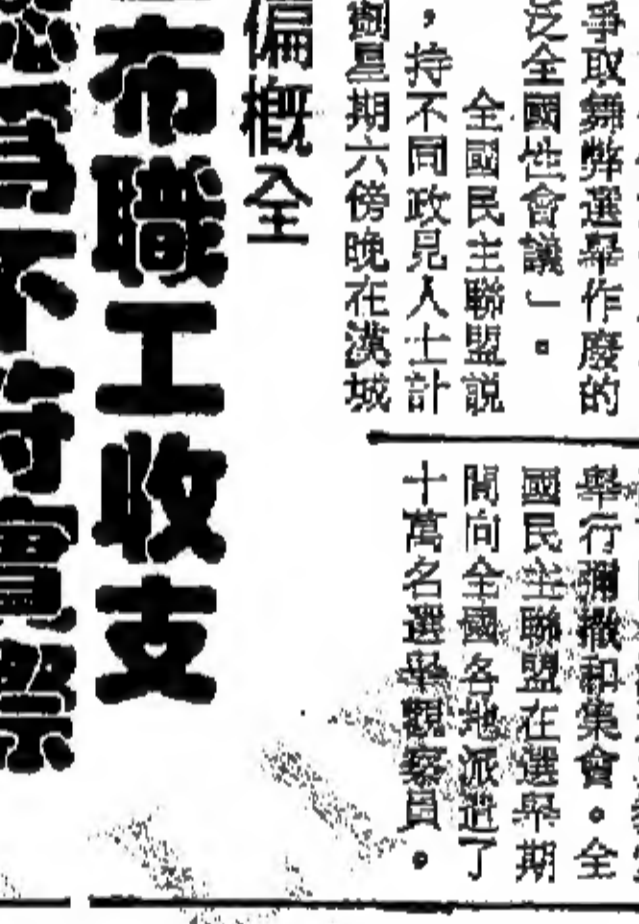 爭取舞弊選舉作廢的
泛全國性會議」。
全國民主聯盟說
，持不同政見人士計
劃星期六傍晚在漢城
舉行彌撒和集會。全
國民主聯盟在選舉期
間向全國各地派遣了
十萬名選舉觀察員。
偏概全
布職工收支
為不符實際